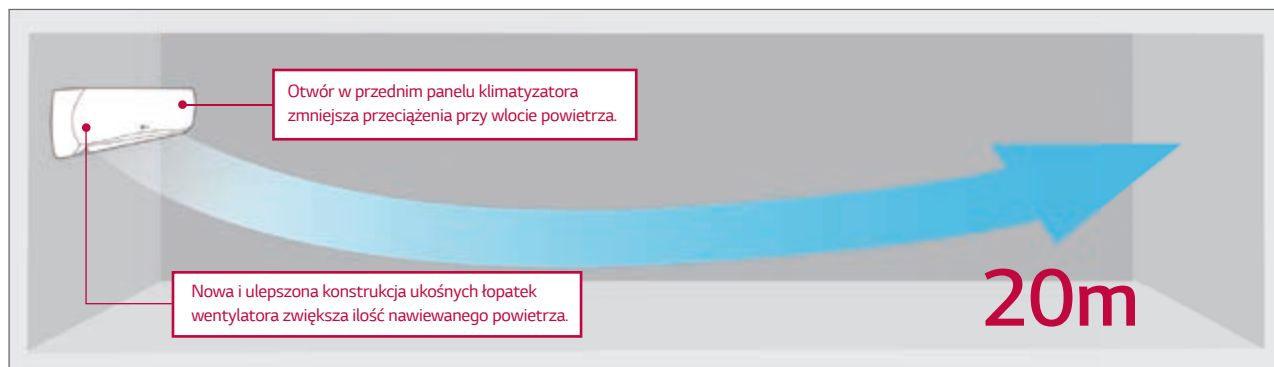 Otwór w przednim panelu klimatyzatora
zmniejsza przeciążenia przy wlocie powietrza.
Nowa i ulepszona konstrukcja ukośnych łopatek
wentylatora zwiększa ilość nawiewanego powietrza.
20m